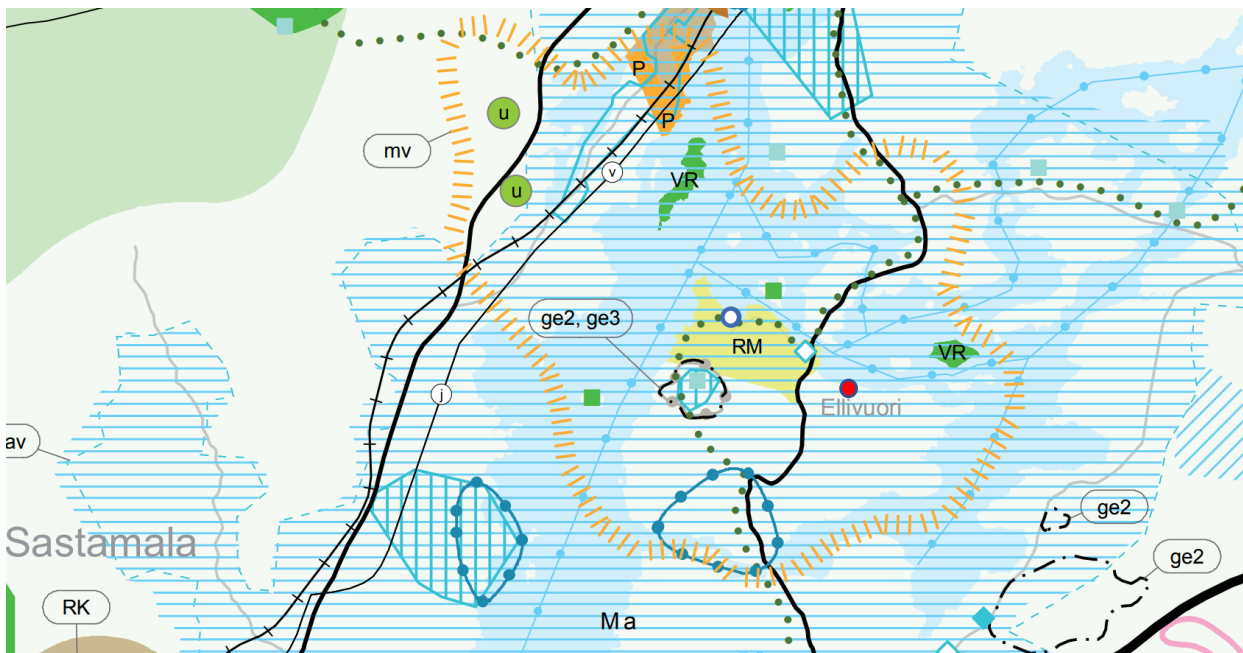 P
u
P
mv
v
VR
u
ge2, ge3
RM
VR
j
Ellivuori
av
ge2
Sastamala
ge2
RK
Ma